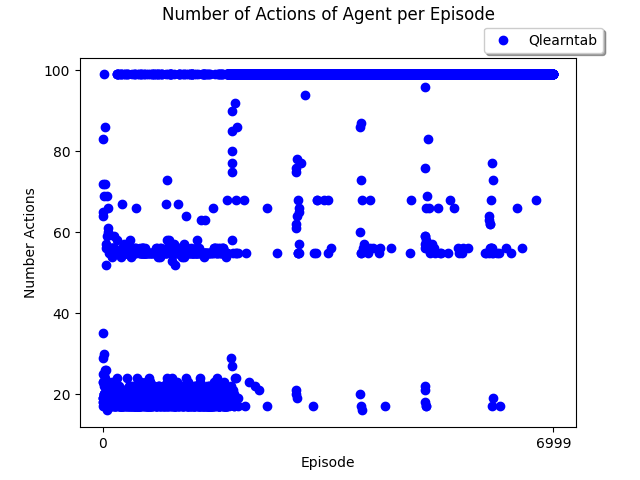 Number of Actions of Agent per Episode
Qlearntab
100
80
60
40
20
Number Actions
0
6999
Episode